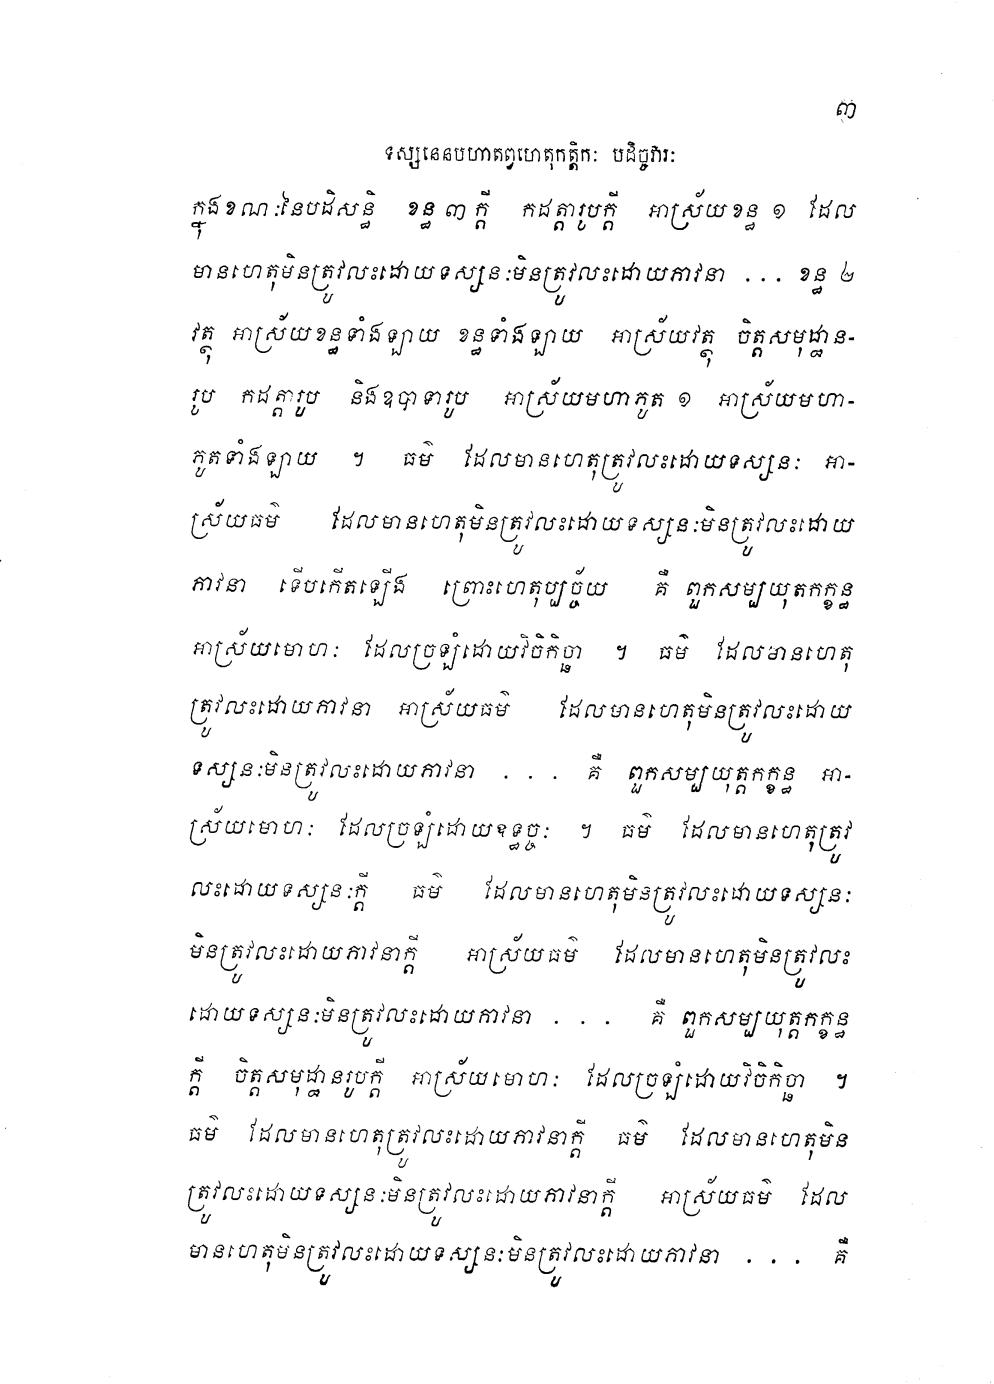 ៣
ទស្សនេនបហាតព្វហេតុកត្តិកៈ បដិច្ចវារៈ
ក្នុងខណៈនៃបដិសន្ធិ ខន្ធ ៣ ក្តី កដត្តារូបក្តី អាស្រ័យខន្ធ ១ ដែល
មានហេតុមិនត្រូវលះដោយទស្សនៈមិនត្រូវលះដោយភាវនា ... ខន្ធ ២
វត្ថុ អាស្រ័យខន្ធទាំងឡាយ ខន្ធទាំងឡាយ អាស្រ័យវត្ថុ ចិត្តសមុដ្ឋាន-
រូប កដត្តារូប និងឧបាទារូប អាស្រ័យមហាភូត ១ អាស្រ័យមហា-
ភូតទាំងឡាយ ។ ធម៌ ដែលមានហេតុត្រូវលះដោយទស្សនៈ អា-
ស្រ័យធម៌ ដែលមានហេតុមិនត្រូវលះដោយទស្សនៈមិនត្រូវលះដោយ
ភាវនា ទើបកើតឡើង ព្រោះហេតុប្បច្ច័យ គឺ ពួកសម្បយុតកក្ខន្ធ
អាស្រ័យមោហៈ ដែលច្រឡំដោយវិចិកិច្ឆា ។ ធម៌ ដែលមានហេតុ
ត្រូវលះដោយភាវនា អាស្រ័យធម៌ ដែលមានហេតុមិនត្រូវលះដោយ
ទស្សនៈមិនត្រូវលះដោយភាវនា . . . គឺ ពួកសម្បយុត្តកក្ខន្ធ អា-
ស្រ័យមោហៈ ដែលច្រឡំដោយឧទ្ធច្ចៈ ។ ធម៌ ដែលមានហេតុត្រូវ
លះដោយទស្សនៈក្តី ធម៌ ដែលមានហេតុមិនត្រូវលះដោយទស្សនៈ
មិនត្រូវលះដោយភាវនាក្តី អាស្រ័យធម៌ ដែលមានហេតុមិនត្រូវលះ
ដោយទស្សនៈមិនត្រូវលះដោយភាវនា . . . គឺ ពួកសម្បយុត្តកក្ខន្ធ
ក្តី ចិត្តសមុដ្ឋានរូបក្តី អាស្រ័យមោហៈ ដែលច្រឡំដោយវិចិកិច្ឆា ។
ធម៌ ដែលមានហេតុត្រូវលះដោយភាវនាក្តី ធម៌ ដែលមានហេតុមិន
ត្រូវលះដោយទស្សនៈមិនត្រូវលះដោយភាវនាក្តី អាស្រ័យធម៌ ដែល
មានហេតុមិនត្រូវលះដោយទស្សនៈមិនត្រូវលះដោយភាវនា . . . គឺ